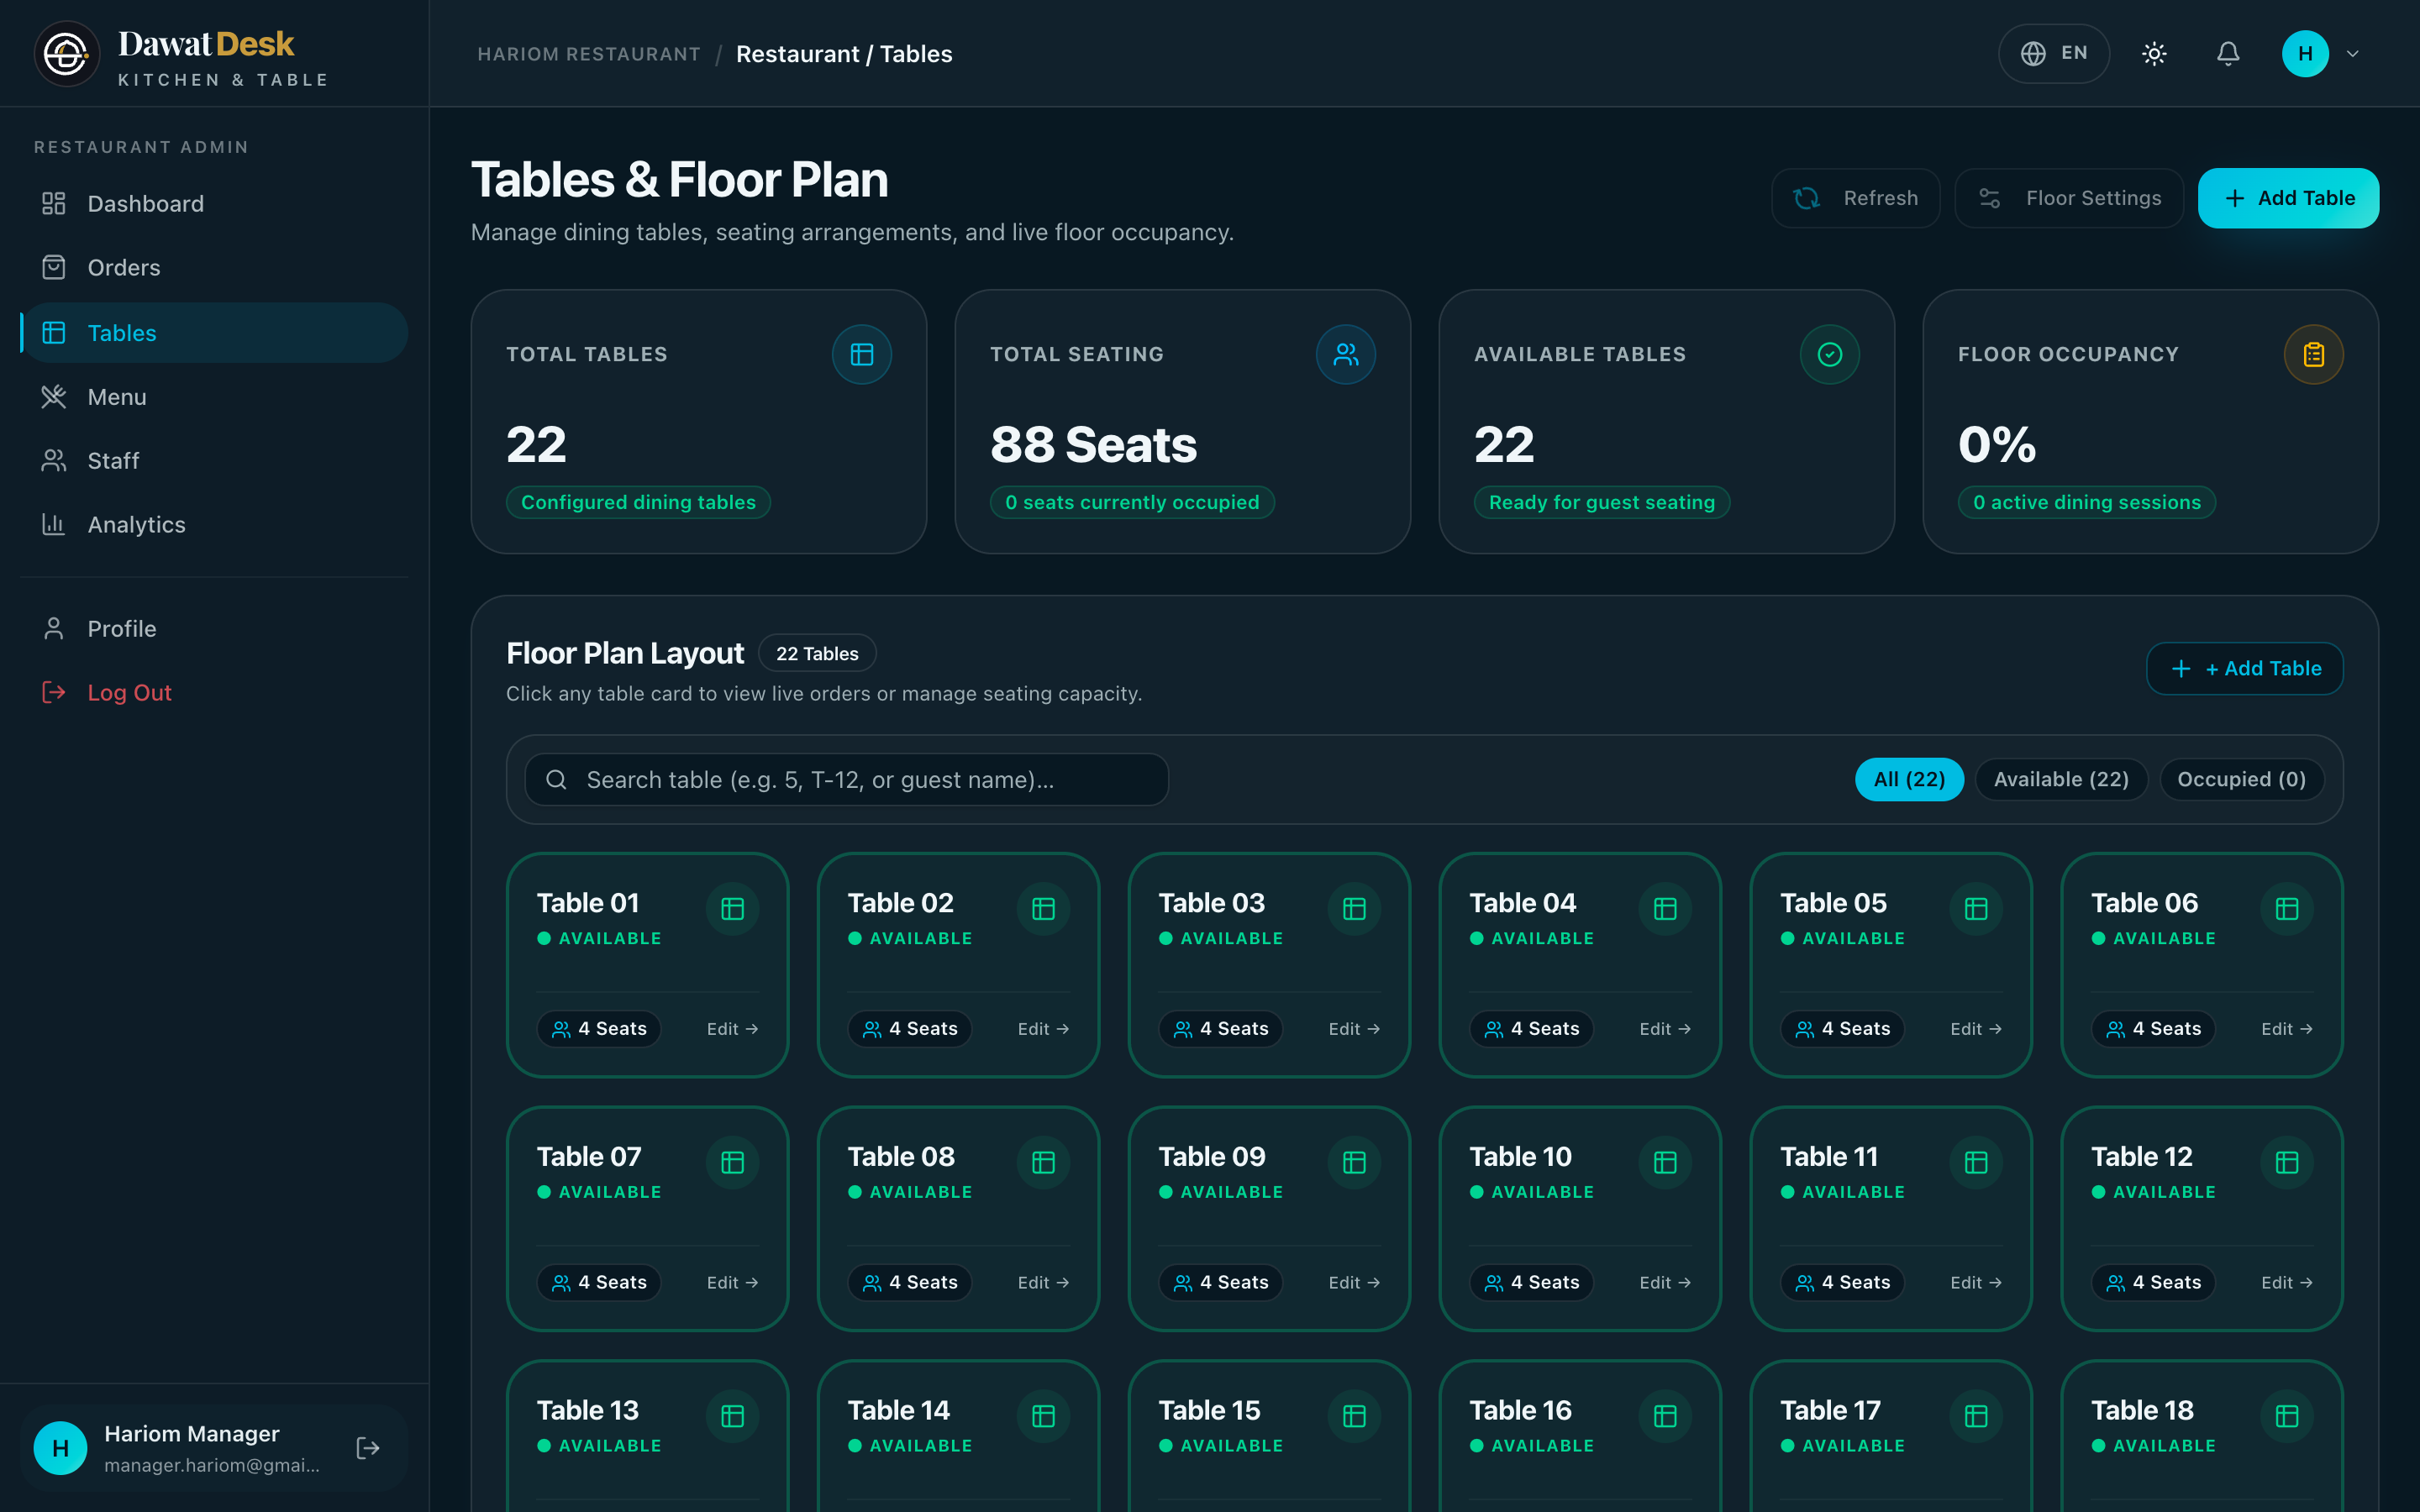 DawatDesk
KITCHEN & TABLE
HARIOM RESTAURANT / Restaurant / Tables
EN
H
RESTAURANT ADMIN
Dashboard
Orders
Tables
Menu
Staff
Analytics
Profile
Log Out
Hariom Manager
manager.hariom@gmai...
H
Tables & Floor Plan
Manage dining tables, seating arrangements, and live floor occupancy.
Refresh
Floor Settings
Add Table
TOTAL TABLES
22
Configured dining tables
TOTAL SEATING
88 Seats
0 seats currently occupied
AVAILABLE TABLES
22
Ready for guest seating
FLOOR OCCUPANCY
0%
0 active dining sessions
Floor Plan Layout 22 Tables
Click any table card to view live orders or manage seating capacity.
+ Add Table
Search table (e.g. 5, T-12, or guest name)...
All (22) Available (22) Occupied (0)
Table 01
AVAILABLE
4 Seats Edit →
Table 02
AVAILABLE
4 Seats Edit →
Table 03
AVAILABLE
4 Seats Edit →
Table 04
AVAILABLE
4 Seats Edit →
Table 05
AVAILABLE
4 Seats Edit →
Table 06
AVAILABLE
4 Seats Edit →
Table 07
AVAILABLE
4 Seats Edit →
Table 08
AVAILABLE
4 Seats Edit →
Table 09
AVAILABLE
4 Seats Edit →
Table 10
AVAILABLE
4 Seats Edit →
Table 11
AVAILABLE
4 Seats Edit →
Table 12
AVAILABLE
4 Seats Edit →
Table 13
AVAILABLE
Table 14
AVAILABLE
Table 15
AVAILABLE
Table 16
AVAILABLE
Table 17
AVAILABLE
Table 18
AVAILABLE